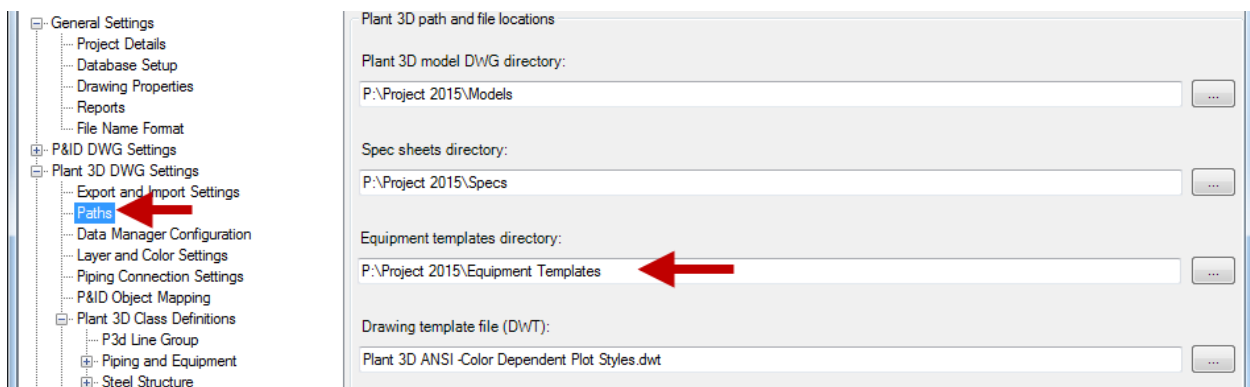 General Settings
Project Details
Database Setup
Drawing Properties
Reports
File Name Format
P&ID DWG Settings
Plant 3D DWG Settings
Export and Import Settings
Paths
Data Manager Configuration
Layer and Color Settings
Piping Connection Settings
P&ID Object Mapping
Plant 3D Class Definitions
P3d Line Group
Piping and Equipment
Steel Structure
Plant 3D path and file locations
Plant 3D model DWG directory:
P:\Project 2015\Models
...
Spec sheets directory:
P:\Project 2015\Specs
...
Equipment templates directory:
P:\Project 2015\Equipment Templates
...
Drawing template file (DWT):
Plant 3D ANSI -Color Dependent Plot Styles.dwt
...